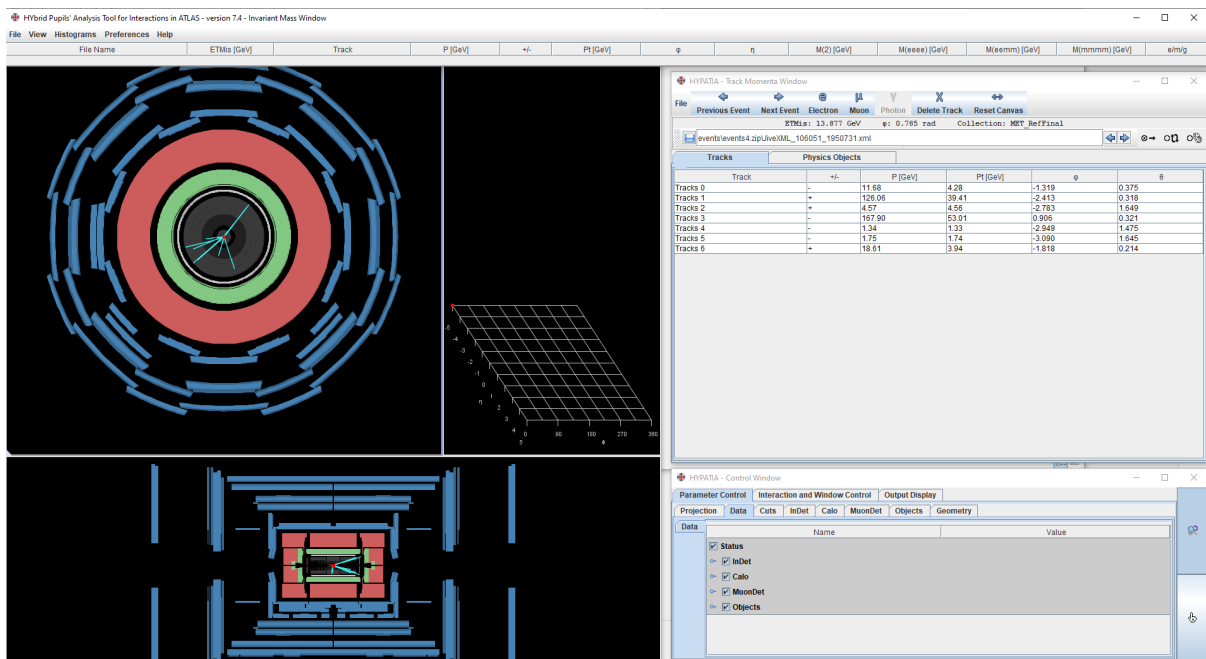 HYbrid Pupils' Analysis Tool for Interactions in ATLAS - version 7.4 - Invariant Mass Window
File View Histograms Preferences Help
File Name ETMis [GeV] Track P [GeV] +/- Pt [GeV] φ η M(2) [GeV] M(eeee) [GeV] M(eemm) [GeV] M(mmmm) [GeV] e/m/g
HYPATIA - Track Momenta Window
File Previous Event Next Event Electron Muon Photon Delete Track Reset Canvas
ETMis: 13.877 GeV φ: 0.785 rad Collection: MET_RefFinal
events\events4.zip\JiveXML_106051_1950731.xml
Tracks Physics Objects
Track +/- P [GeV] Pt [GeV] φ θ
Tracks 0 - 11.68 4.28 -1.319 0.375
Tracks 1 + 126.06 39.41 -2.413 0.318
Tracks 2 + 4.57 4.56 -2.783 1.649
Tracks 3 - 167.90 53.01 0.906 0.321
Tracks 4 - 1.34 1.33 -2.949 1.475
Tracks 5 - 1.75 1.74 -3.090 1.645
Tracks 6 + 18.61 3.94 -1.818 0.214
-5
-4
-3
-2
-1
0
1
2
3
4
5
η
0 90 180 270 360
Φ
HYPATIA - Control Window
Parameter Control Interaction and Window Control Output Display
Projection Data Cuts InDet Calo MuonDet Objects Geometry
Data
Name Value
Status
InDet
Calo
MuonDet
Objects